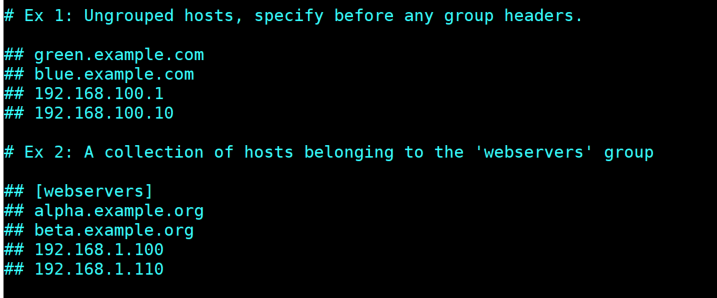 # Ex 1: Ungrouped hosts, specify before any group headers.
## green.example.com
## blue.example.com
## 192.168.100.1
## 192.168.100.10
# Ex 2: A collection of hosts belonging to the 'webservers' group
## [webservers]
## alpha.example.org
## beta.example.org
## 192.168.1.100
## 192.168.1.110